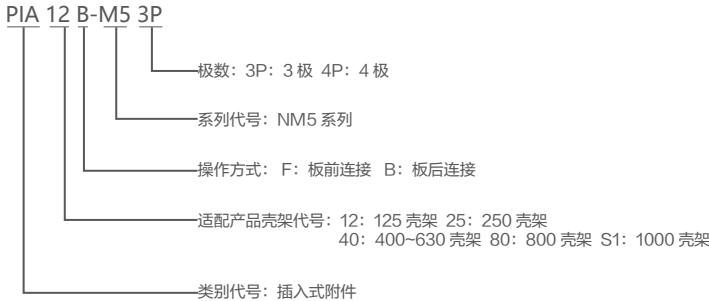 PIA 12 B-M5 3P
极数：3P：3 极 4P：4 极
系列代号：NM5 系列
操作方式： F：板前连接 B：板后连接
适配产品壳架代号：12：125 壳架 25：250 壳架
40：400~630 壳架 80：800 壳架 S1：1000 壳架
类别代号：插入式附件